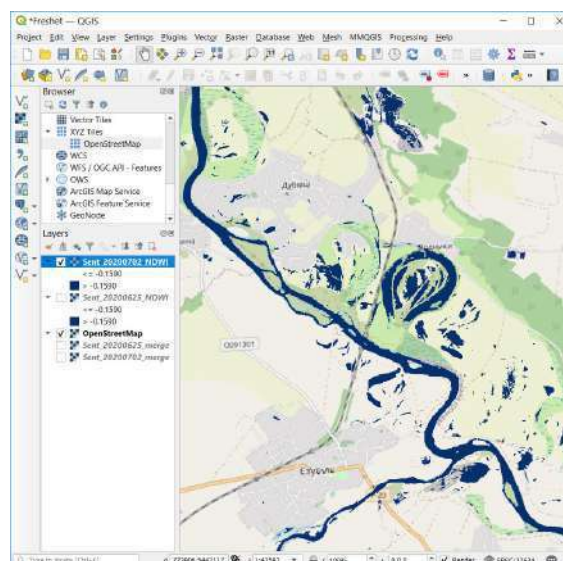 *Freshet — QGIS
Project Edit View Layer Settings Plugins Vector Raster Database Web Mesh MMQGIS Processing Help
Browser
Vector Tiles
XYZ Tiles
OpenStreetMap
WCS
WFS / OGC API - Features
OWS
ArcGIS Map Service
ArcGIS Feature Service
GeoNode
Layers
Sent_20200702_NDWI
<= -0.1590
> -0.1590
Sent_20200625_NDWI
<= -0.1590
> -0.1590
OpenStreetMap
Sent_20200625_merge
Sent_20200702_merge
Дубівці
Єзупіль
Render